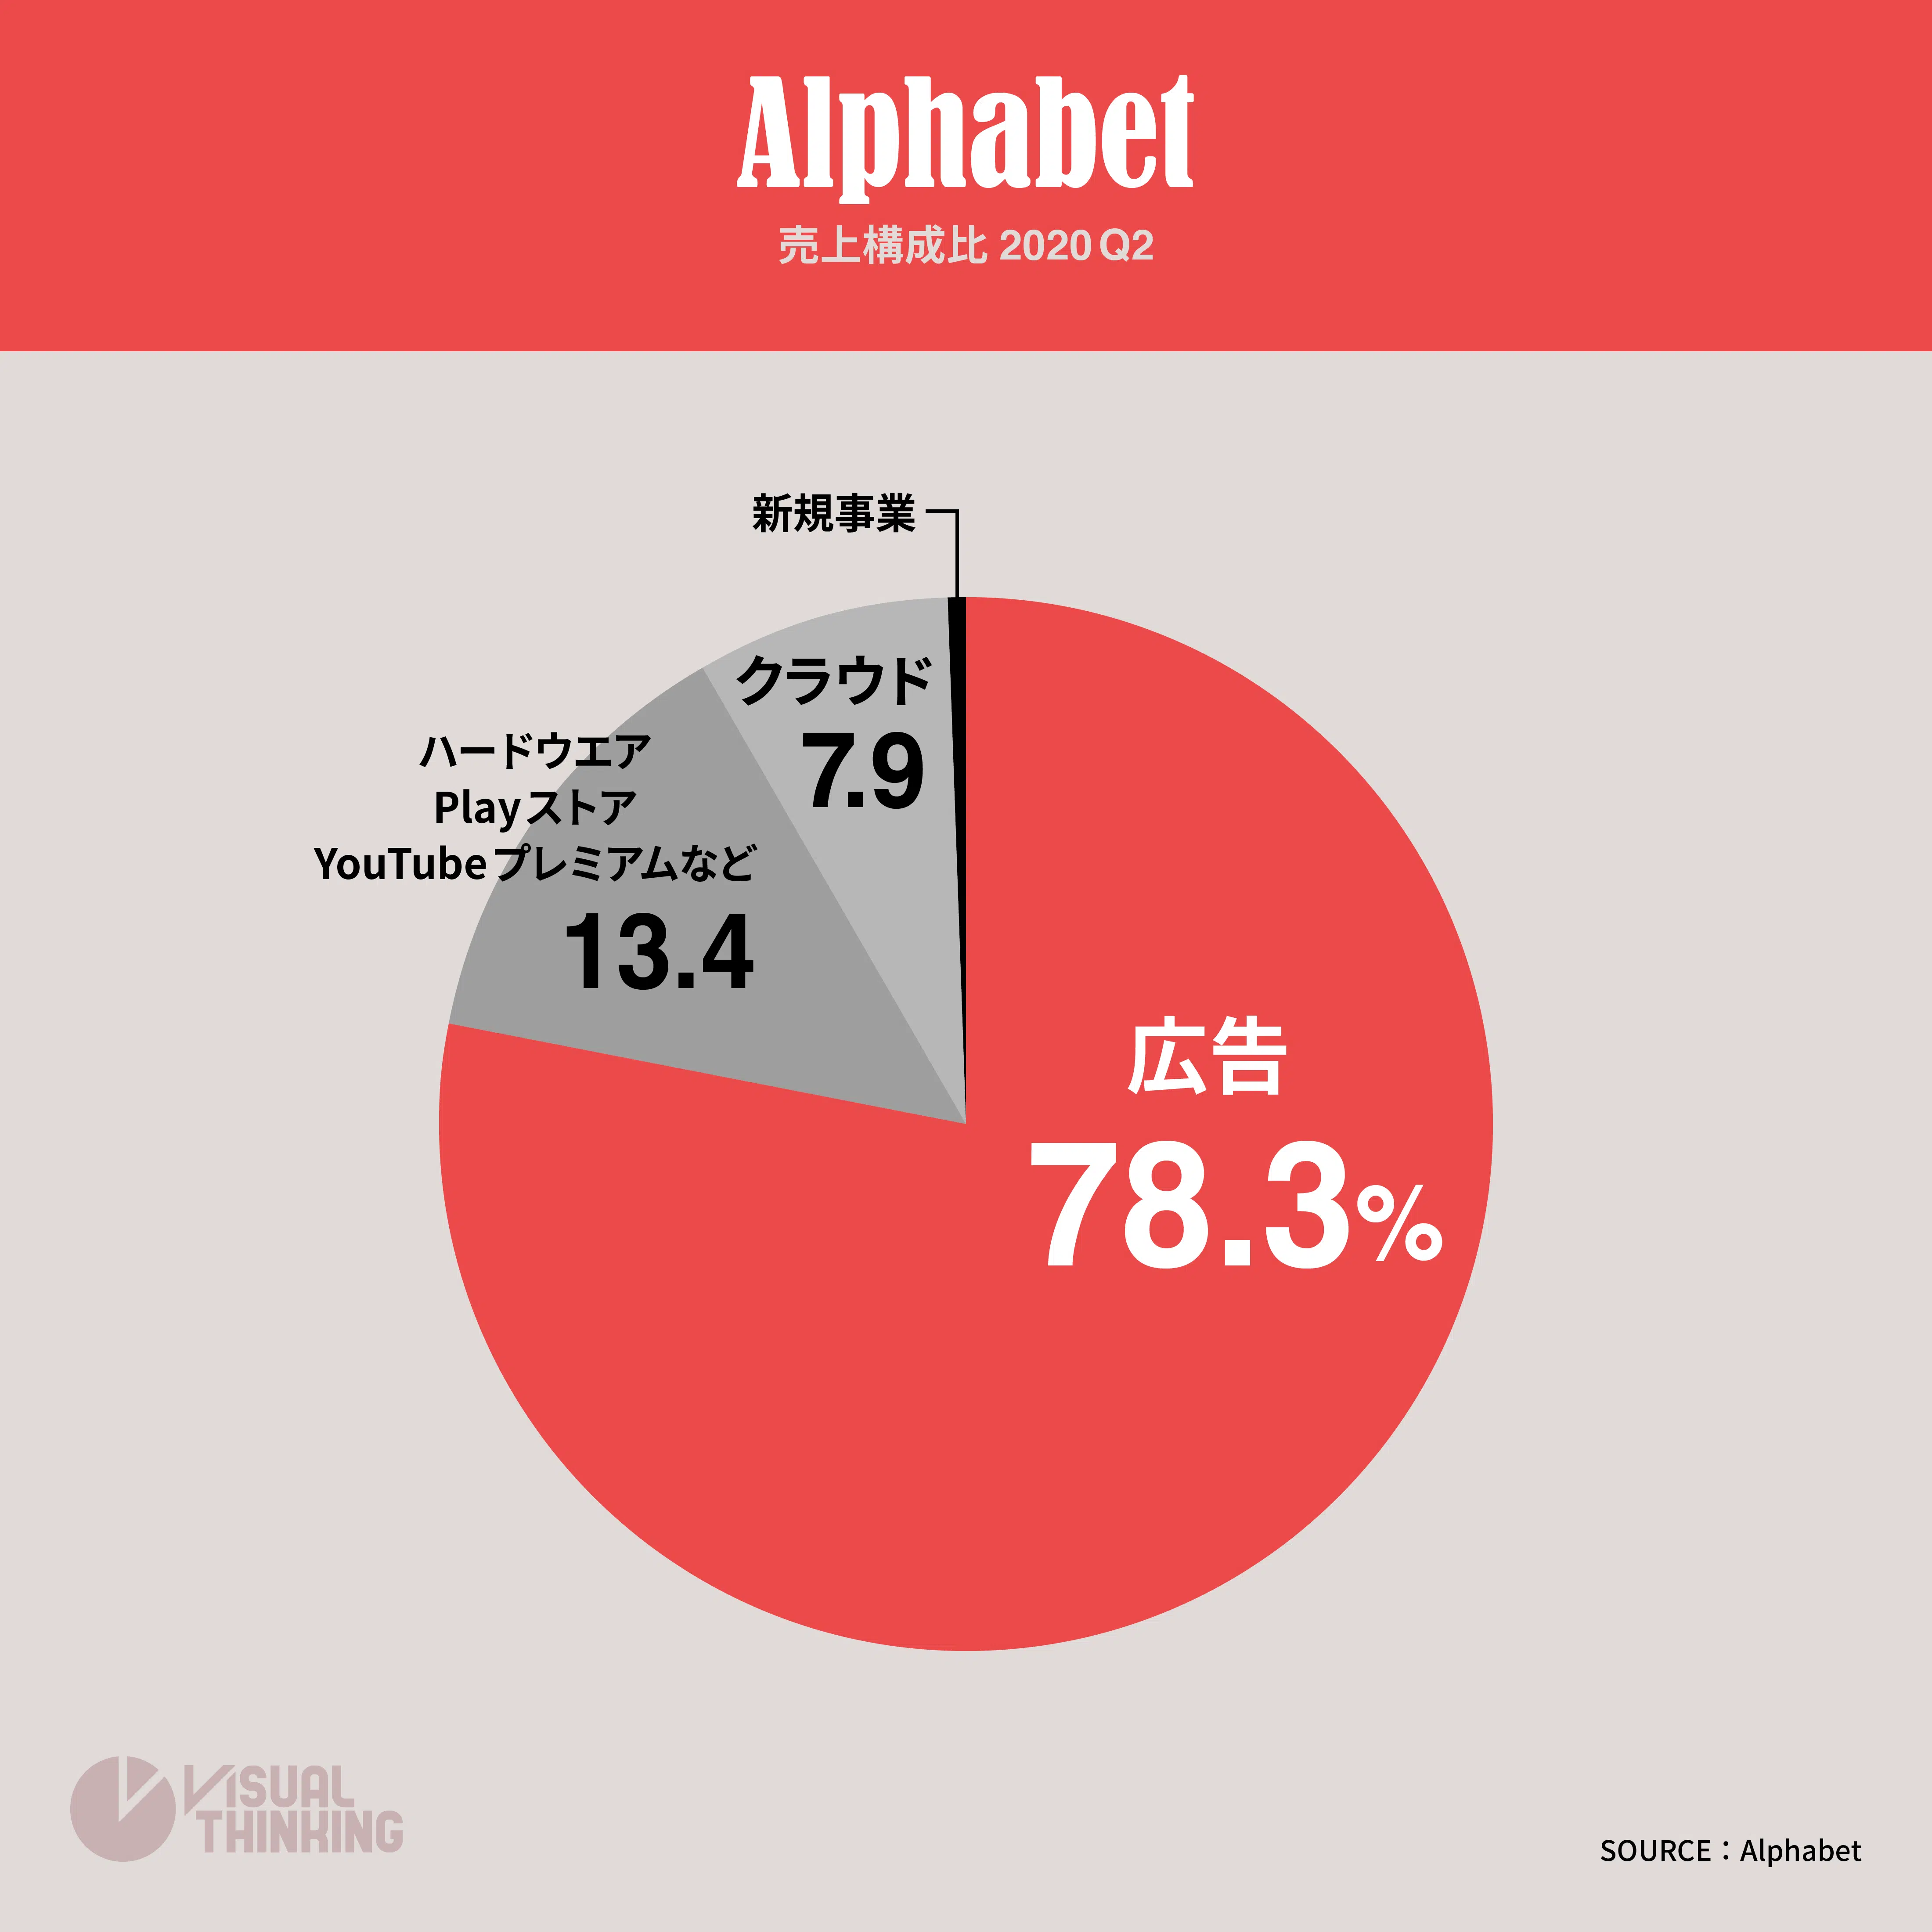 Alphabet
売上構成比 2020 Q2
新規事業
クラウド
7.9
ハードウエア
Playストア
YouTubeプレミアムなど
13.4
広告
78.3%
VISUAL
THINKING
SOURCE：Alphabet